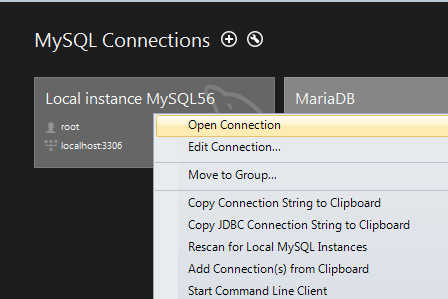 MySQL Connections
Local instance MySQL56
root
localhost:3306
MariaDB
Open Connection
Edit Connection...
Move to Group...
Copy Connection String to Clipboard
Copy JDBC Connection String to Clipboard
Rescan for Local MySQL Instances
Add Connection(s) from Clipboard
Start Command Line Client